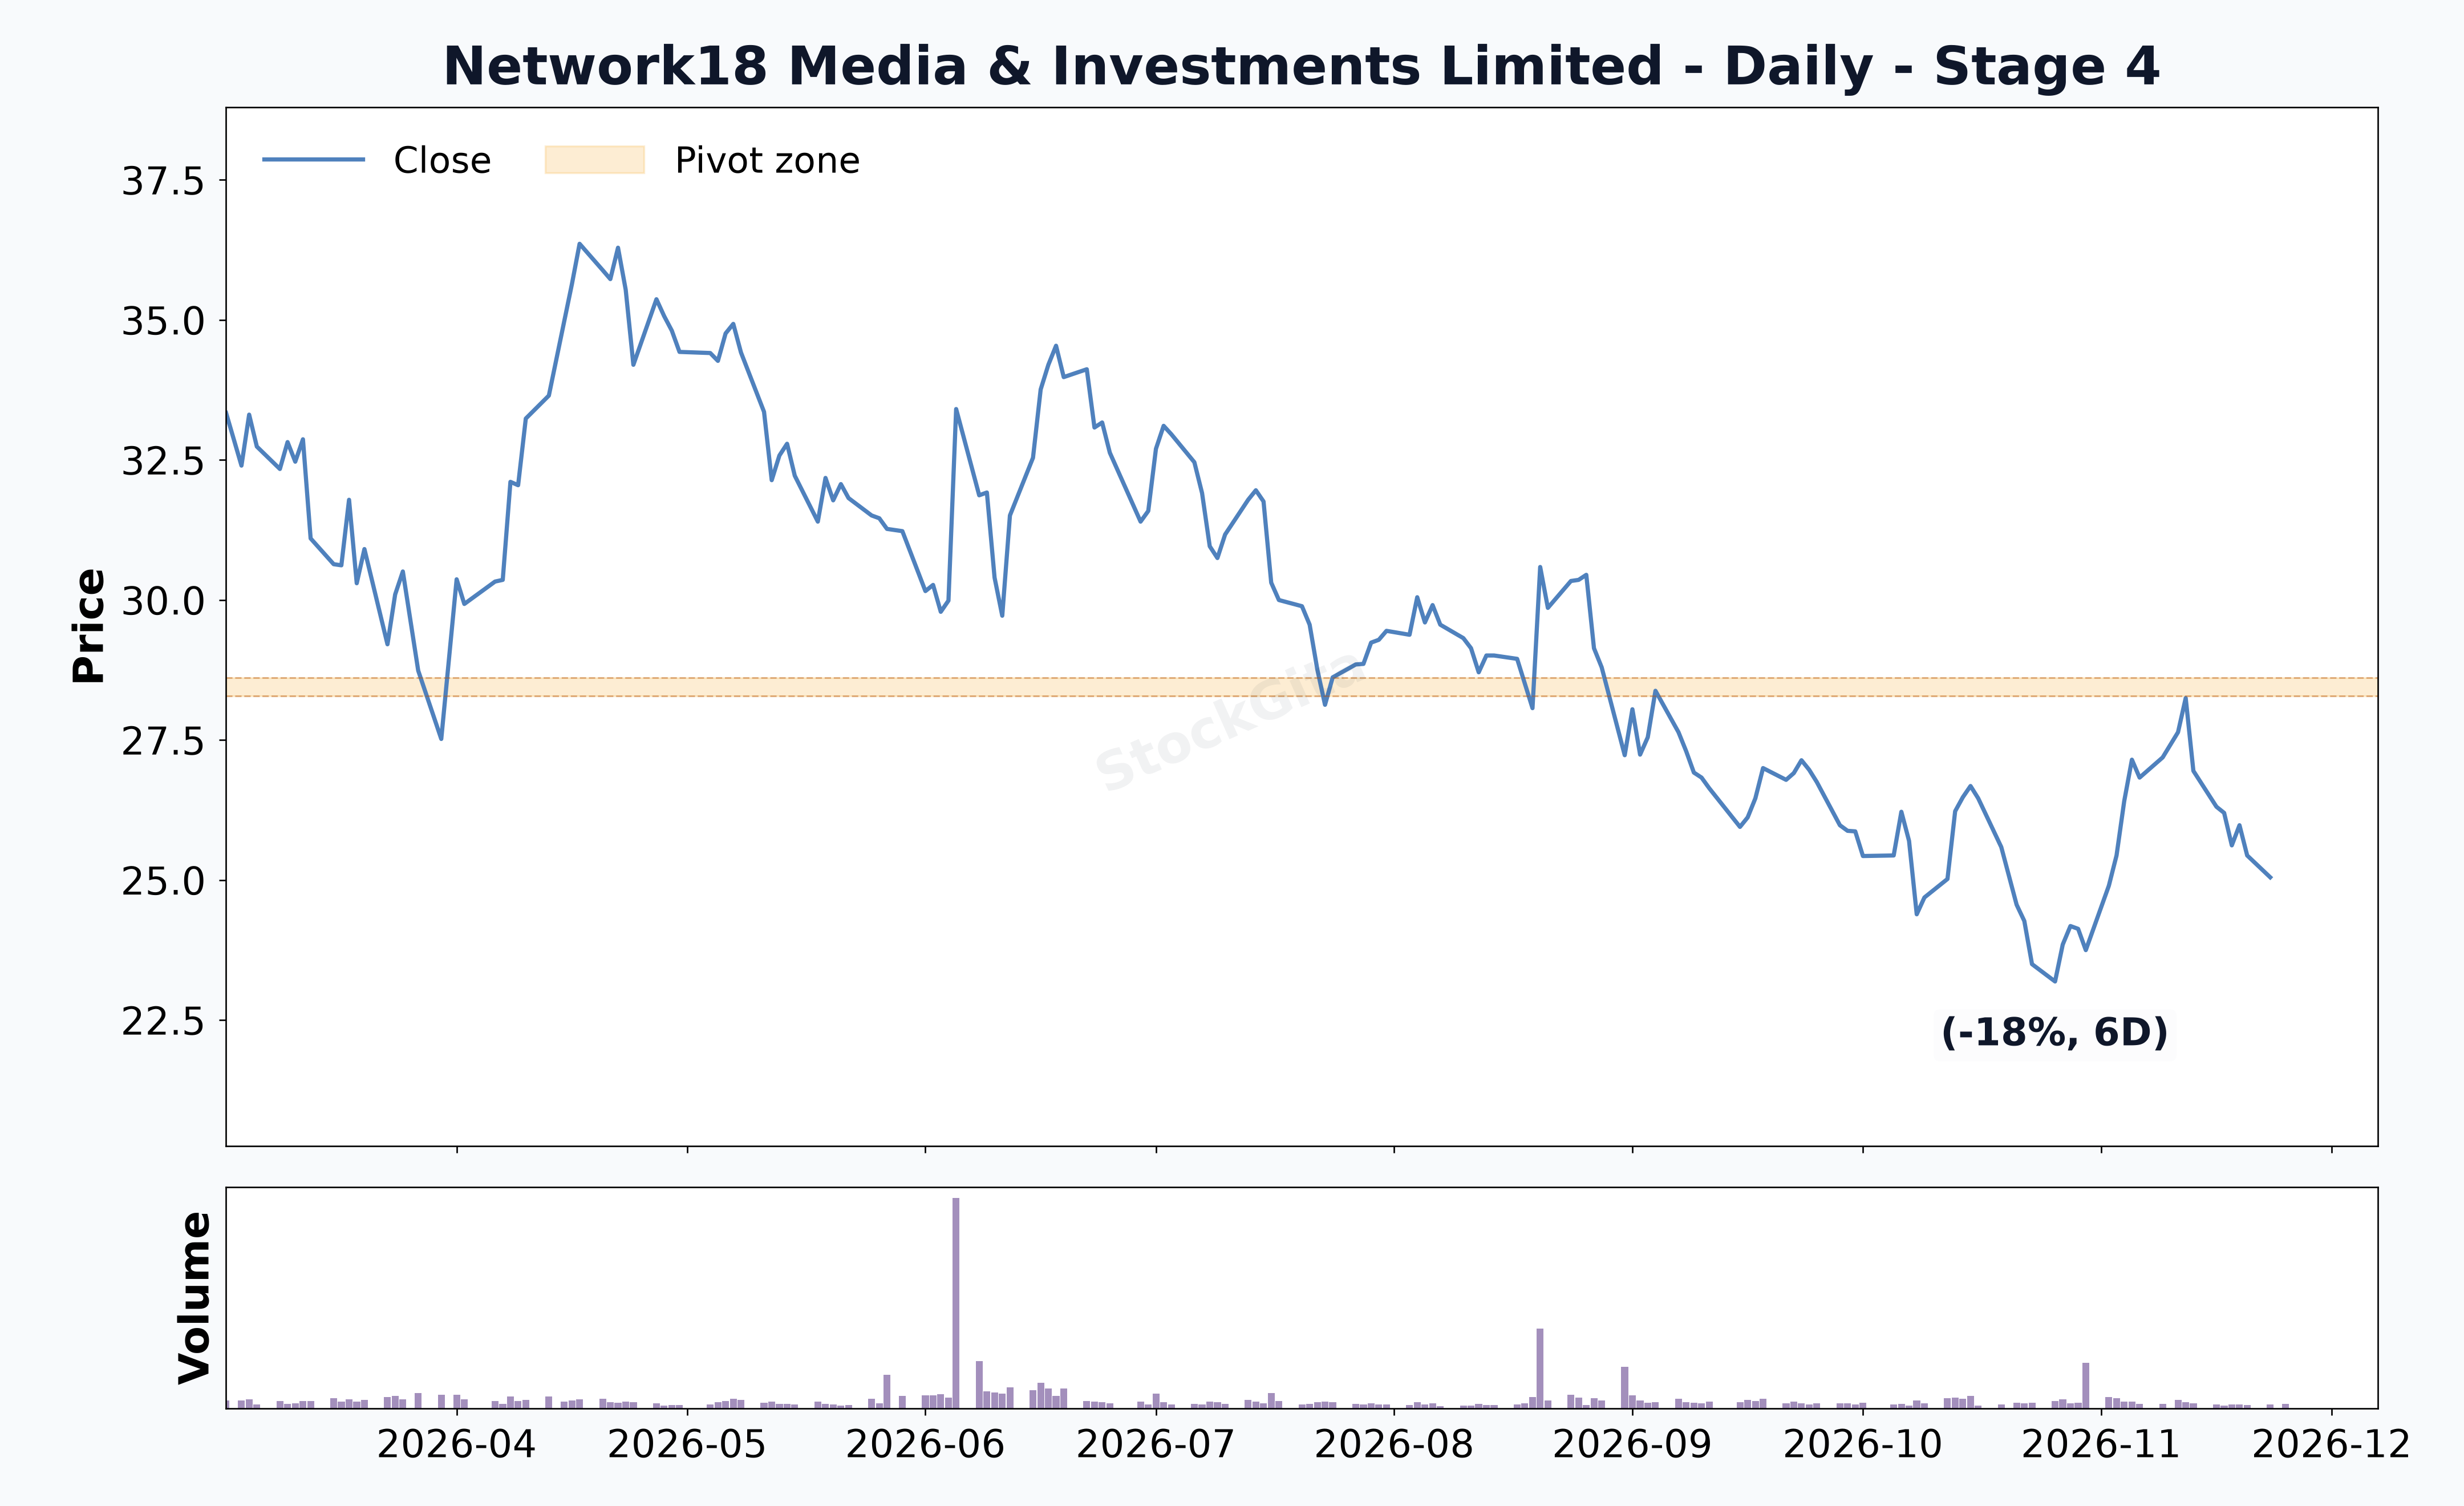 Network18 Media & Investments Limited - Daily - Stage 4
Close
Pivot zone
37.5
35.0
32.5
30.0
27.5
25.0
22.5
Price
StockGita
(-18%, 6D)
Volume
2026-04
2026-05
2026-06
2026-07
2026-08
2026-09
2026-10
2026-11
2026-12